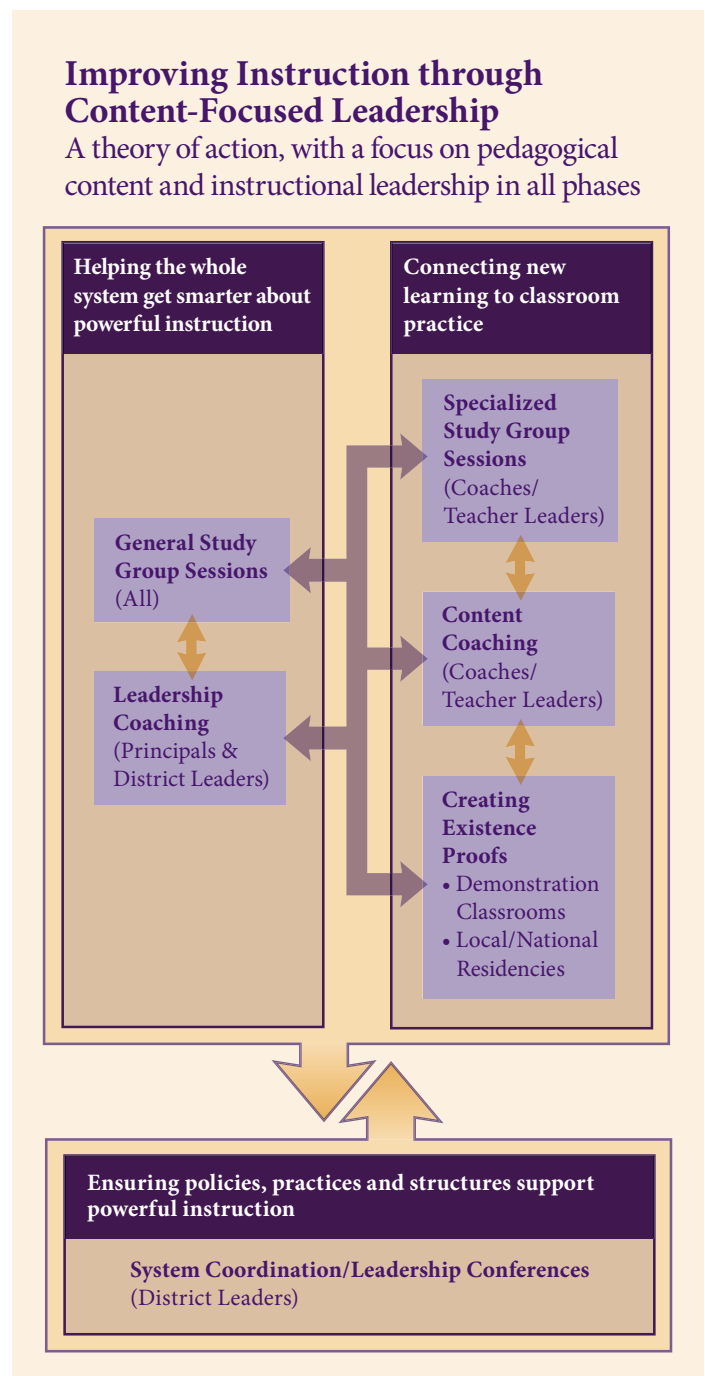 Improving Instruction through
Content-Focused Leadership
A theory of action, with a focus on pedagogical
content and instructional leadership in all phases
Helping the whole
system get smarter about
powerful instruction
General Study
Group Sessions
(All)
Leadership
Coaching
(Principals &
District Leaders)
Connecting new
learning to classroom
practice
Specialized
Study Group
Sessions
(Coaches/
Teacher Leaders)
Content
Coaching
(Coaches/
Teacher Leaders)
Creating
Existence
Proofs
• Demonstration
Classrooms
• Local/National
Residencies
Ensuring policies, practices and structures support
powerful instruction
System Coordination/Leadership Conferences
(District Leaders)